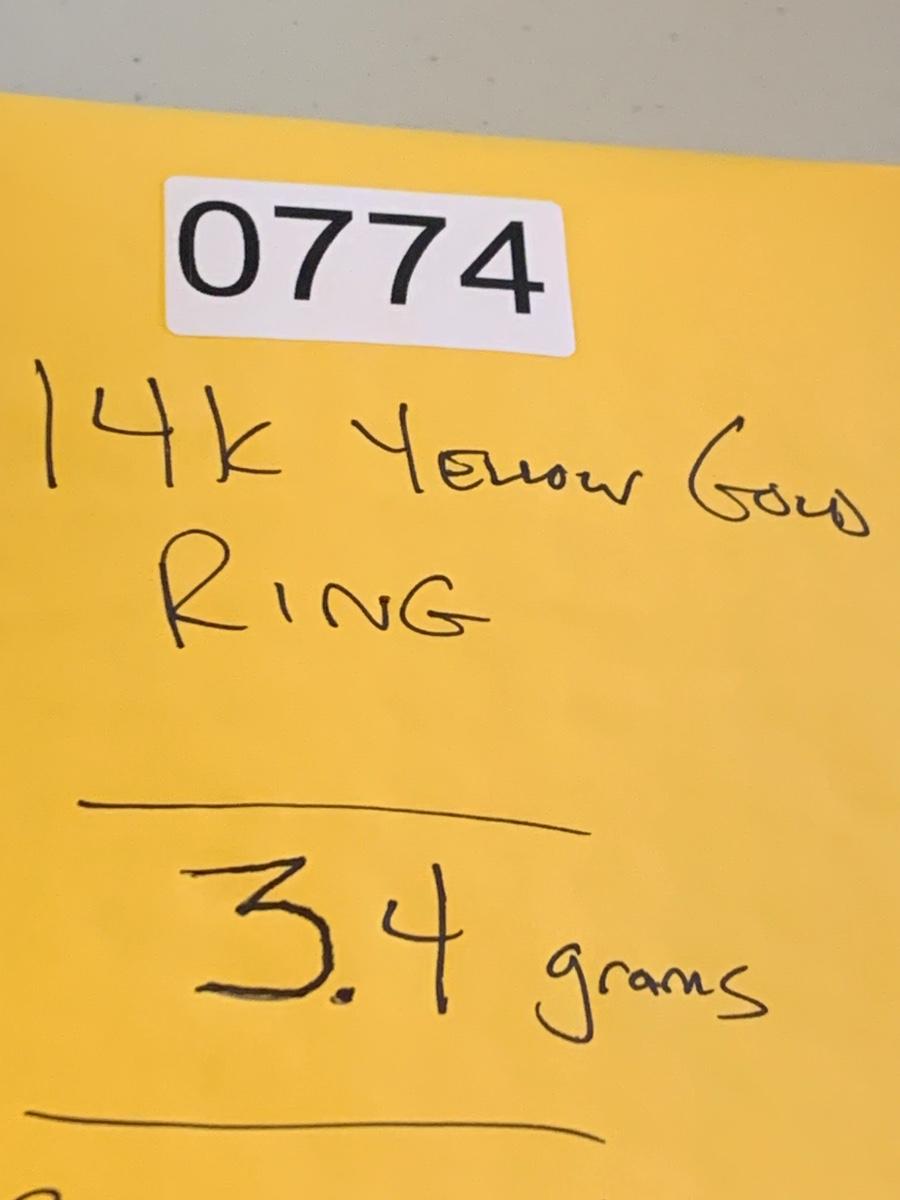 0774
14k Yellow Gold
RING
3.4 grams